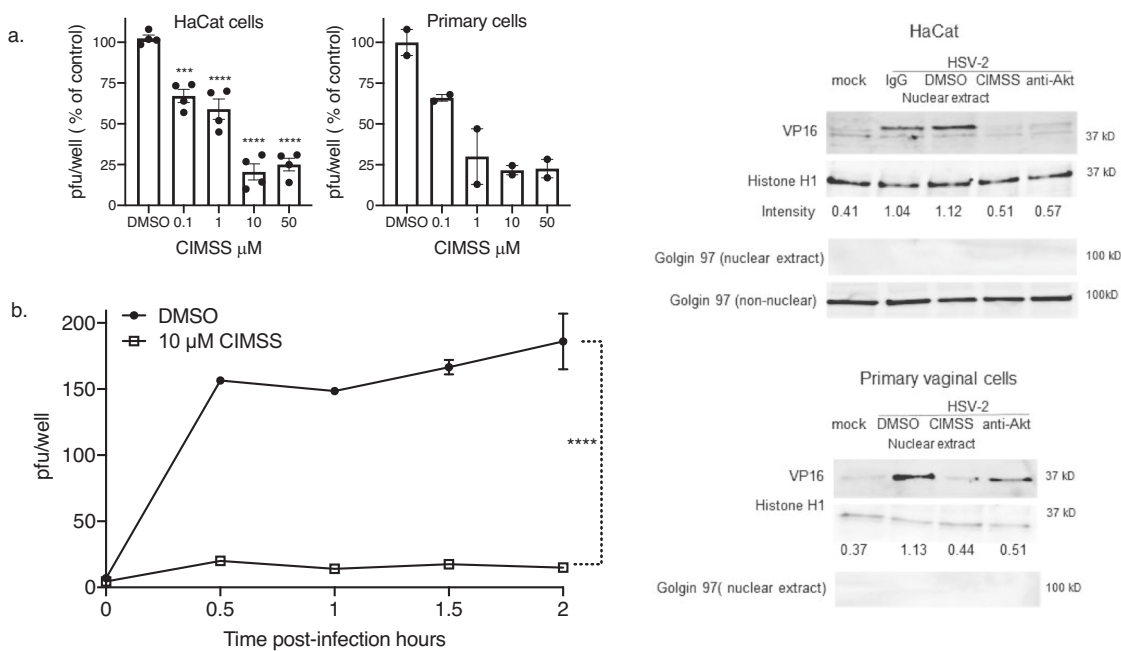 a.
HaCat cells
pfu/well ( % of control)
100
75
50
25
0
***
****
****
****
DMSO 0.1 1 10 50
CIMSS µM
Primary cells
pfu/well ( % of control)
100
75
50
25
0
DMSO 0.1 1 10 50
CIMSS µM
b.
DMSO
10 µM CIMSS
pfu/well
200
150
100
50
0
****
0 0.5 1 1.5 2
Time post-infection hours
HaCat
HSV-2
mock IgG DMSO CIMSS anti-Akt
Nuclear extract
VP16
37 kD
Histone H1
37 kD
Intensity 0.41 1.04 1.12 0.51 0.57
Golgin 97 (nuclear extract)
100 kD
Golgin 97 (non-nuclear)
100kD
Primary vaginal cells
HSV-2
mock DMSO CIMSS anti-Akt
Nuclear extract
VP16
37 kD
Histone H1
37 kD
0.37 1.13 0.44 0.51
Golgin 97( nuclear extract)
100 kD